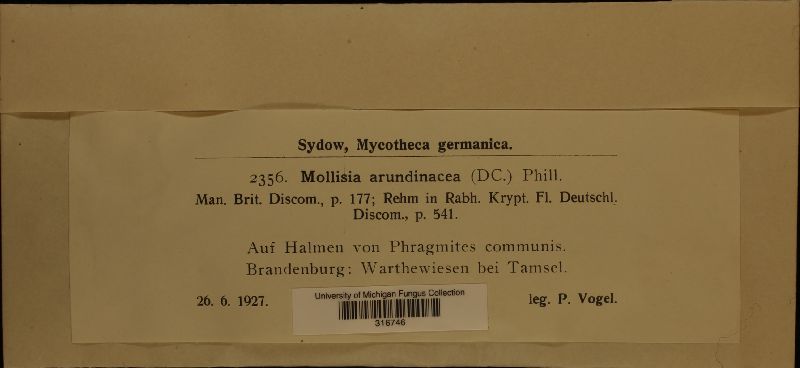 Sydow, Mycotheca germanica.
2356. Mollisia arundinacea (DC.) Phill.
Man. Brit. Discom., p. 177; Rehm in Rabh. Krypt. Fl. Deutschl.
Discom., p. 541.
Auf Halmen von Phragmites communis.
Brandenburg: Warthewiesen bei Tamsel.
26. 6. 1927. leg. P. Vogel.
University of Michigan Fungus Collection
316746